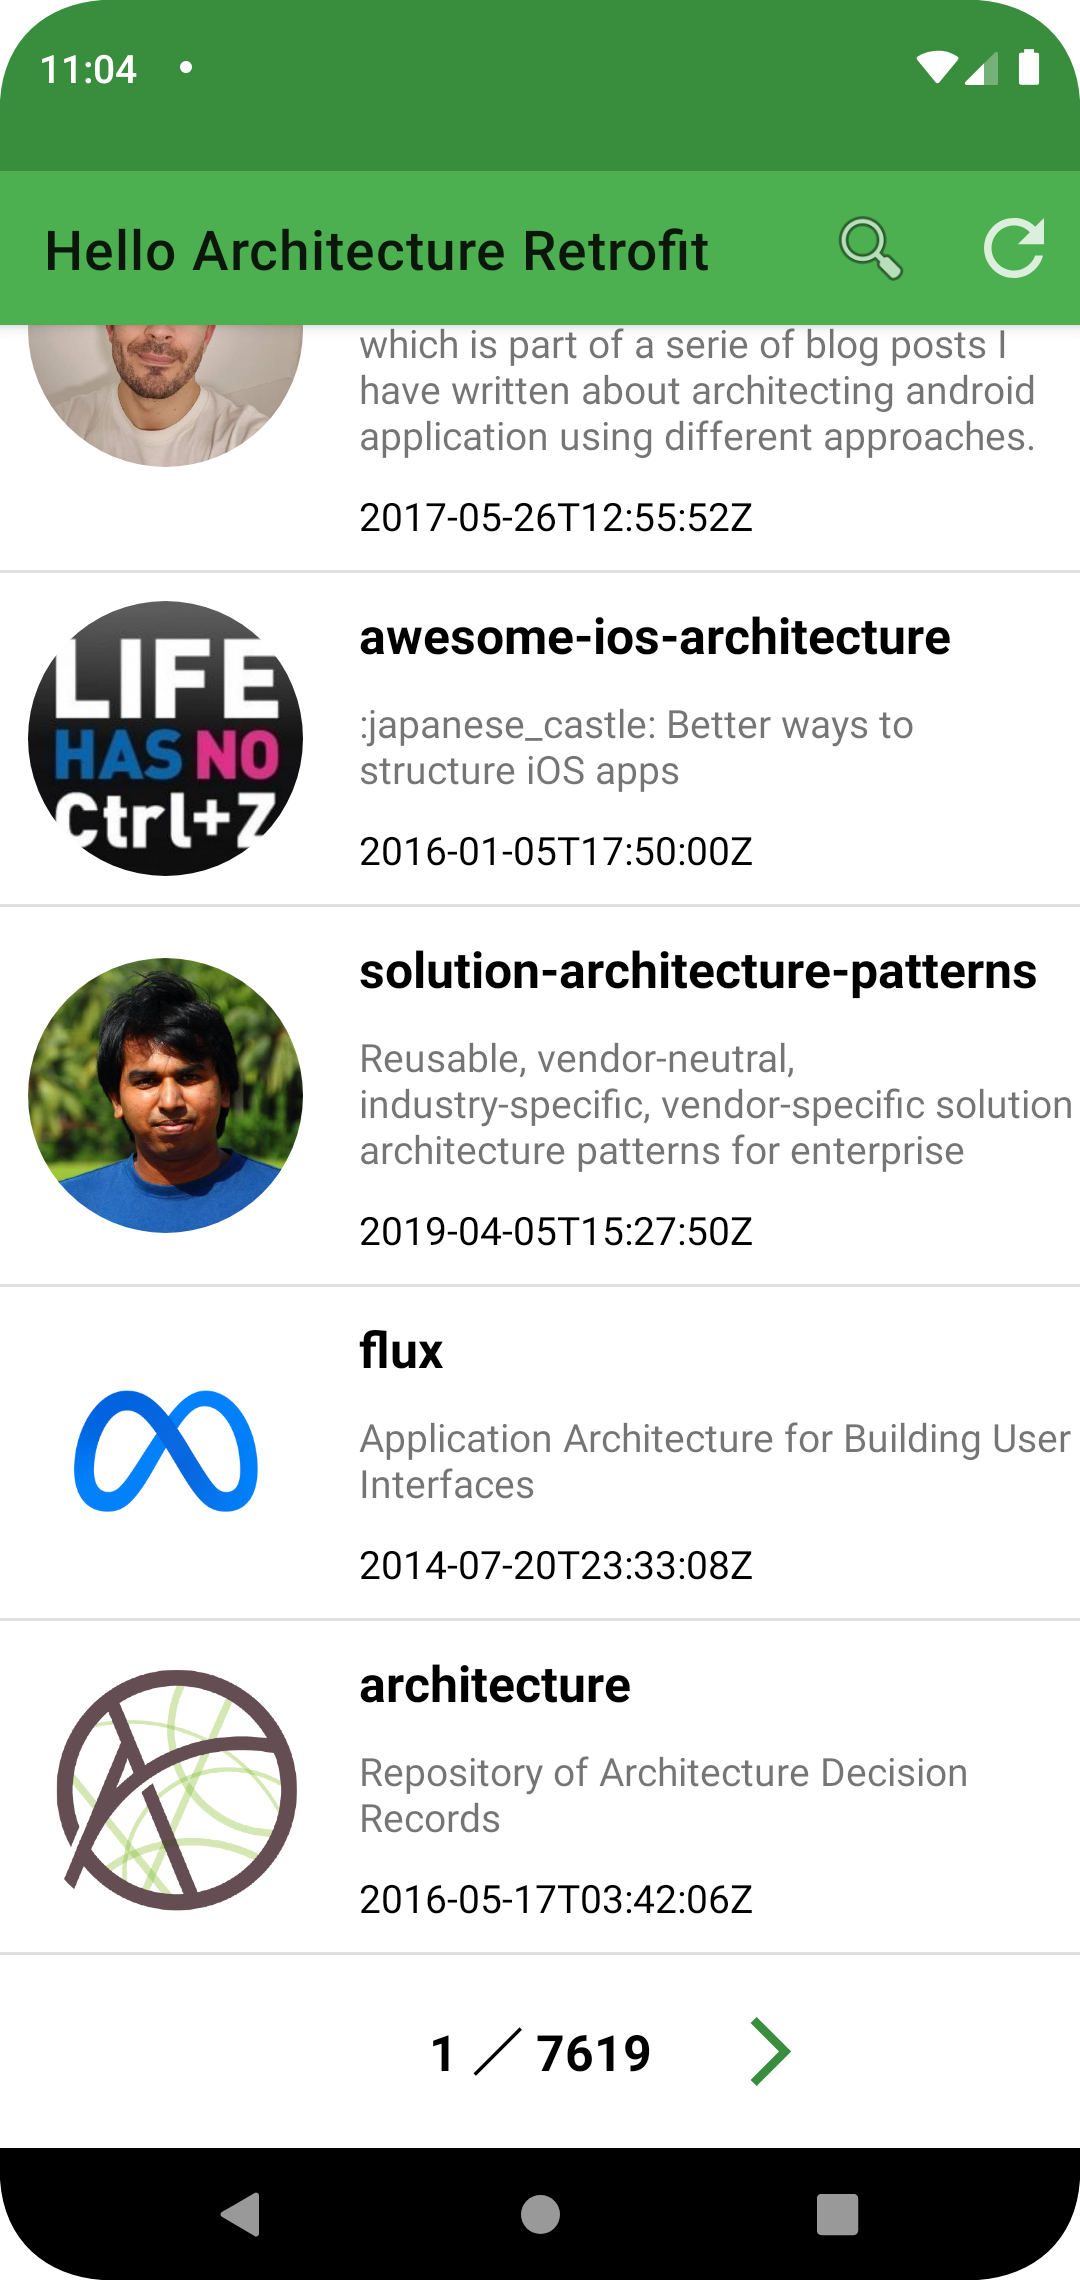 11:04
Hello Architecture Retrofit
which is part of a serie of blog posts I
have written about architecting android
application using different approaches.
2017-05-26T12:55:52Z
LIFE
HAS NO
Ctrl+Z
awesome-ios-architecture
:japanese_castle: Better ways to
structure iOS apps
2016-01-05T17:50:00Z
solution-architecture-patterns
Reusable, vendor-neutral,
industry-specific, vendor-specific solution
architecture patterns for enterprise
2019-04-05T15:27:50Z
flux
Application Architecture for Building User
Interfaces
2014-07-20T23:33:08Z
architecture
Repository of Architecture Decision
Records
2016-05-17T03:42:06Z
1 / 7619